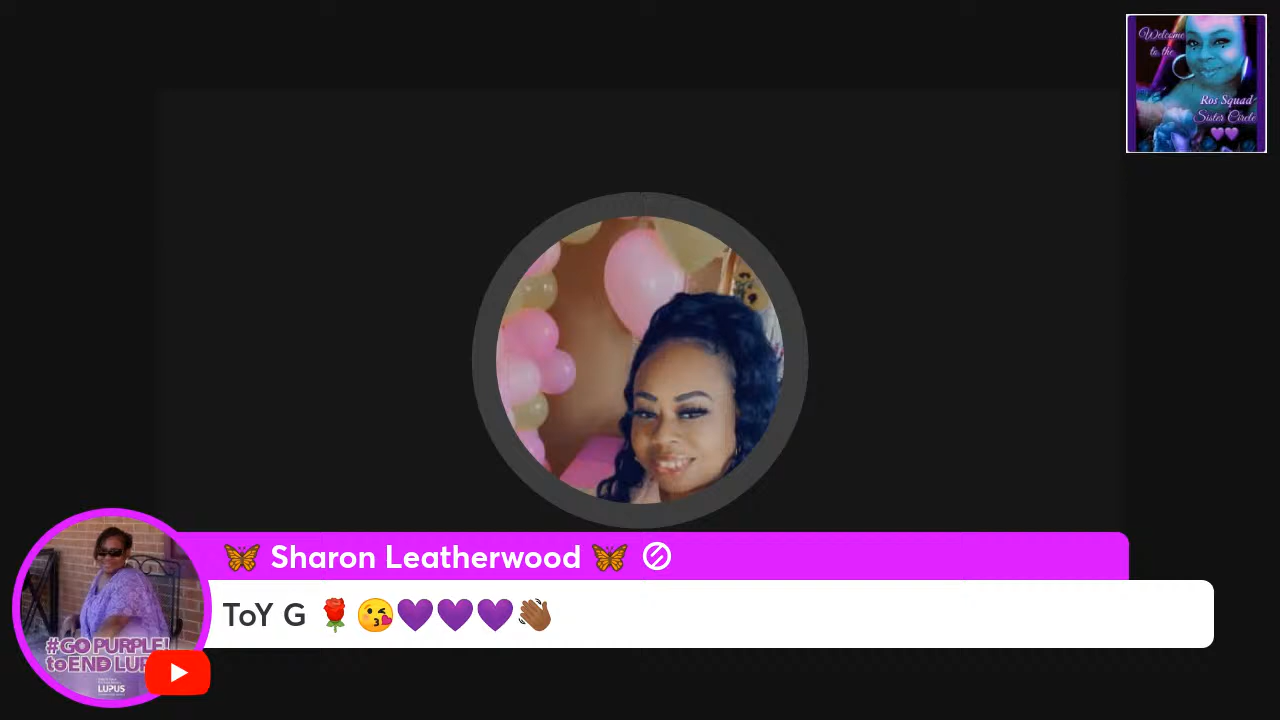 Welcome
to the
Ros Squad
Sister Circle
🦋 Sharon Leatherwood 🦋
ToY G 🌹😘💜💜💜👋🏾
#GO PURPLE!
to END LUP
LUPUS